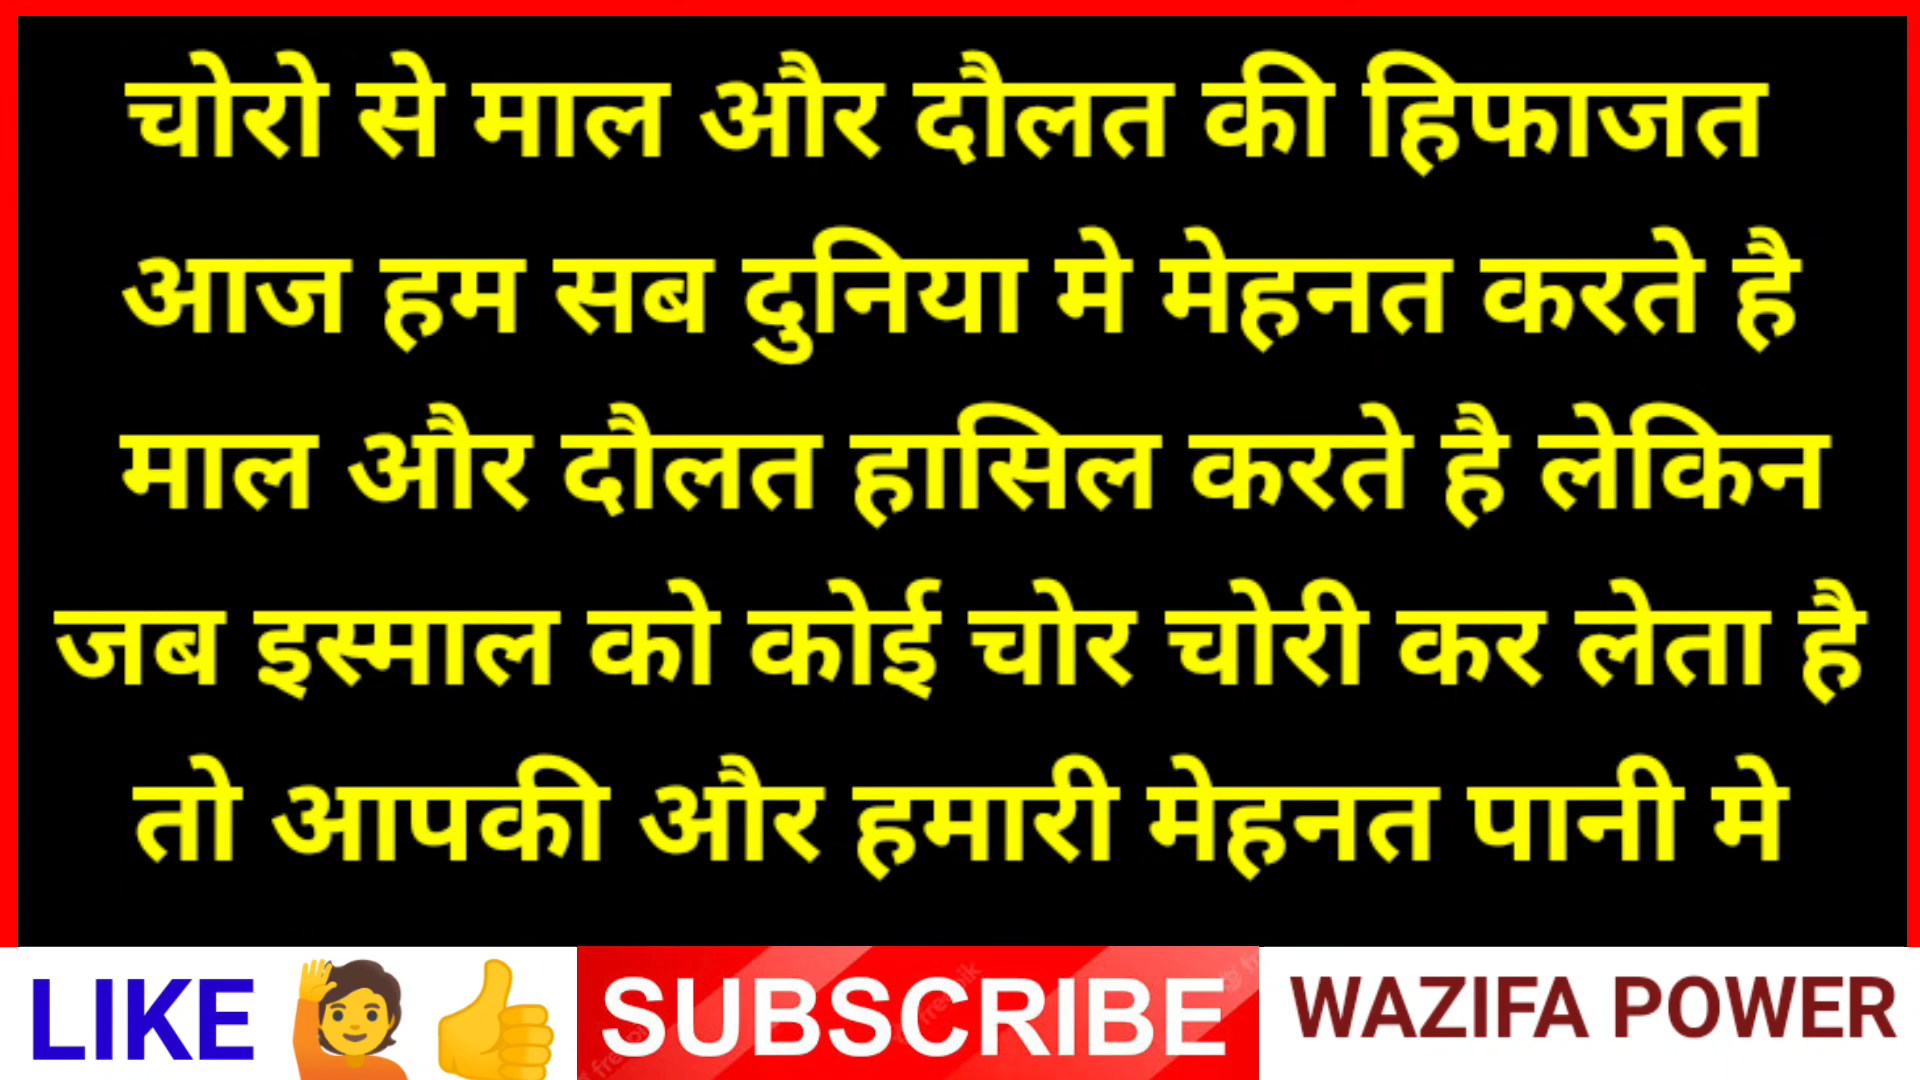 चोरो से माल और दौलत की हिफाजत
आज हम सब दुनिया मे मेहनत करते है
माल और दौलत हासिल करते है लेकिन
जब इस्माल को कोई चोर चोरी कर लेता है
तो आपकी और हमारी मेहनत पानी मे
LIKE SUBSCRIBE WAZIFA POWER